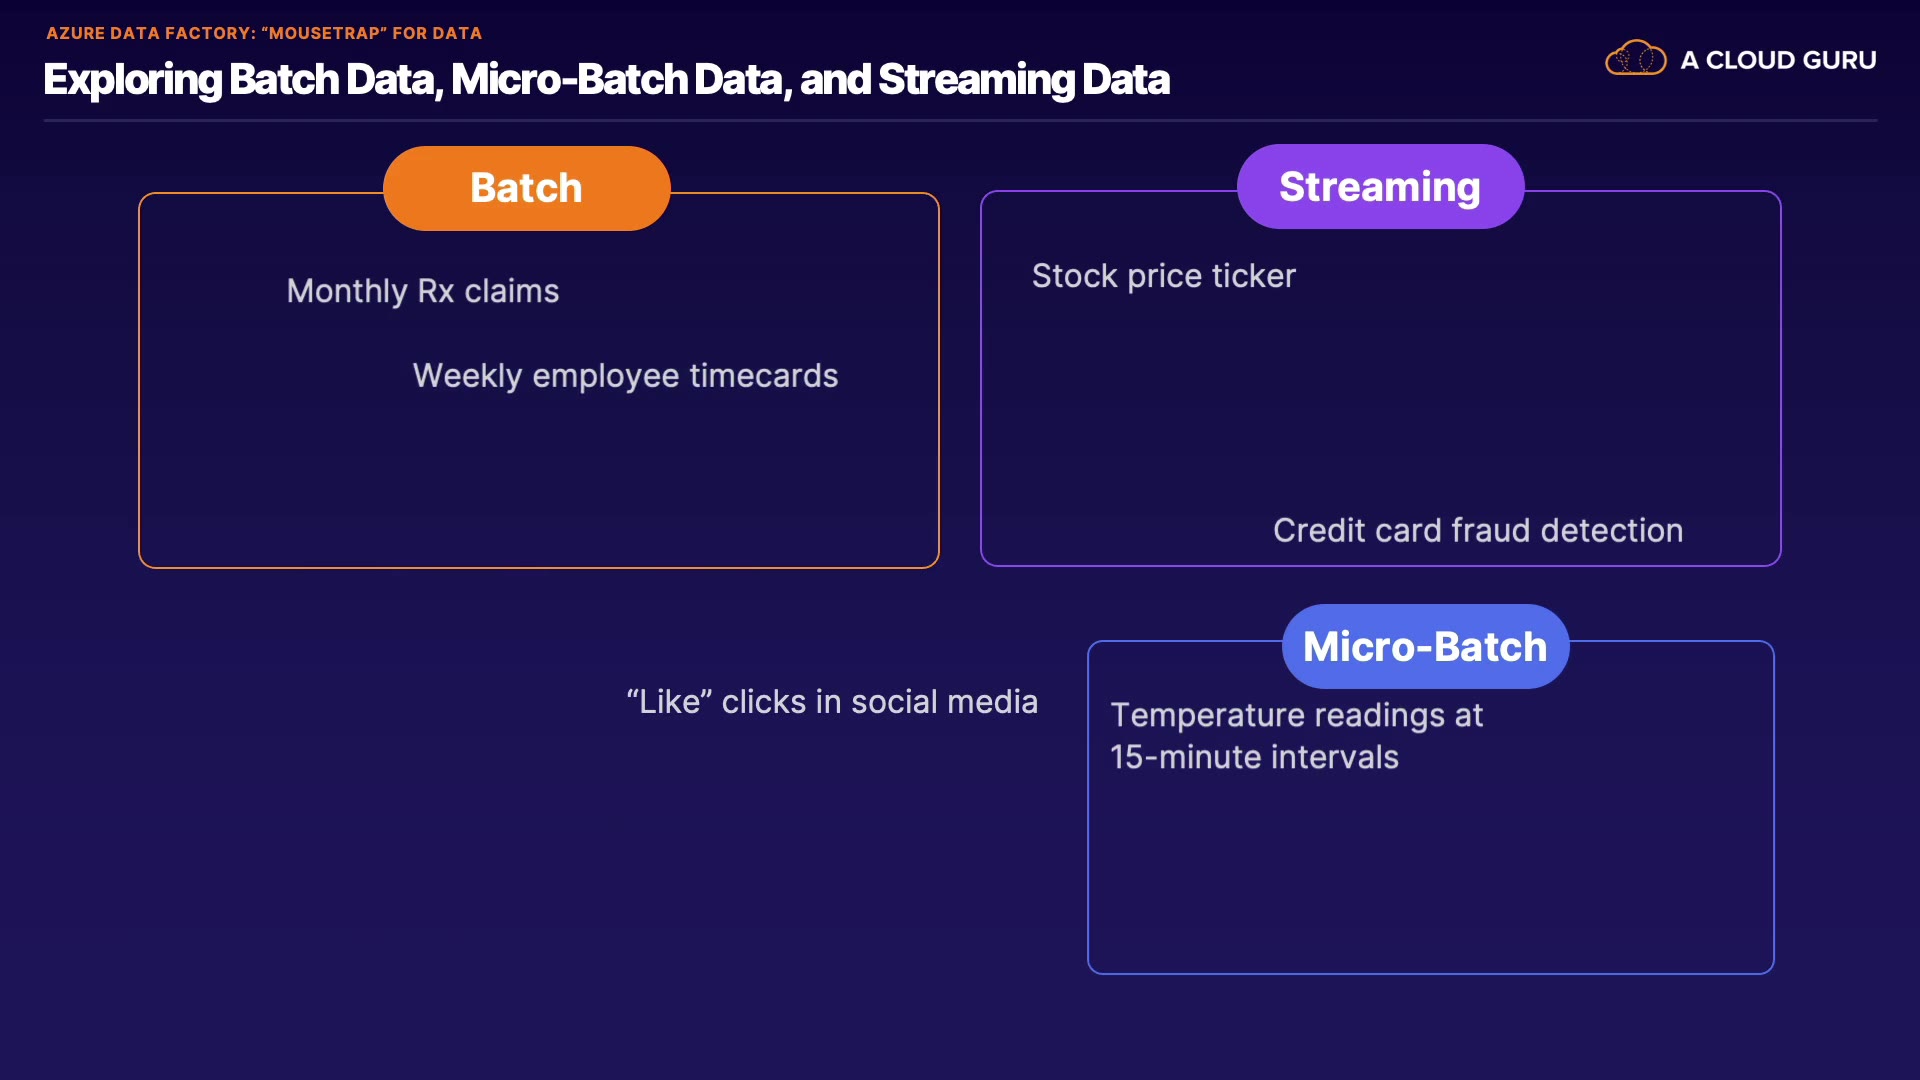 AZURE DATA FACTORY: “MOUSETRAP” FOR DATA
Exploring Batch Data, Micro-Batch Data, and Streaming Data
A CLOUD GURU
Batch
Monthly Rx claims
Weekly employee timecards
Streaming
Stock price ticker
Credit card fraud detection
“Like” clicks in social media
Micro-Batch
Temperature readings at
15-minute intervals